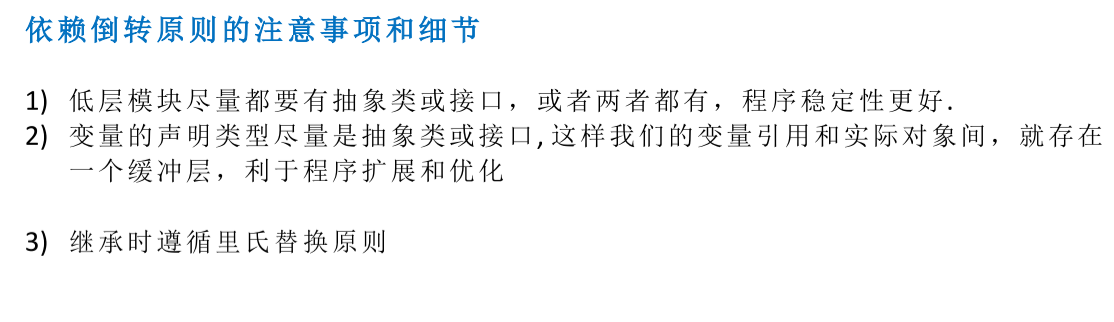 依赖倒转原则的注意事项和细节
1) 低层模块尽量都要有抽象类或接口，或者两者都有，程序稳定性更好.
2) 变量的声明类型尽量是抽象类或接口,这样我们的变量引用和实际对象间，就存在
一个缓冲层，利于程序扩展和优化
3) 继承时遵循里氏替换原则